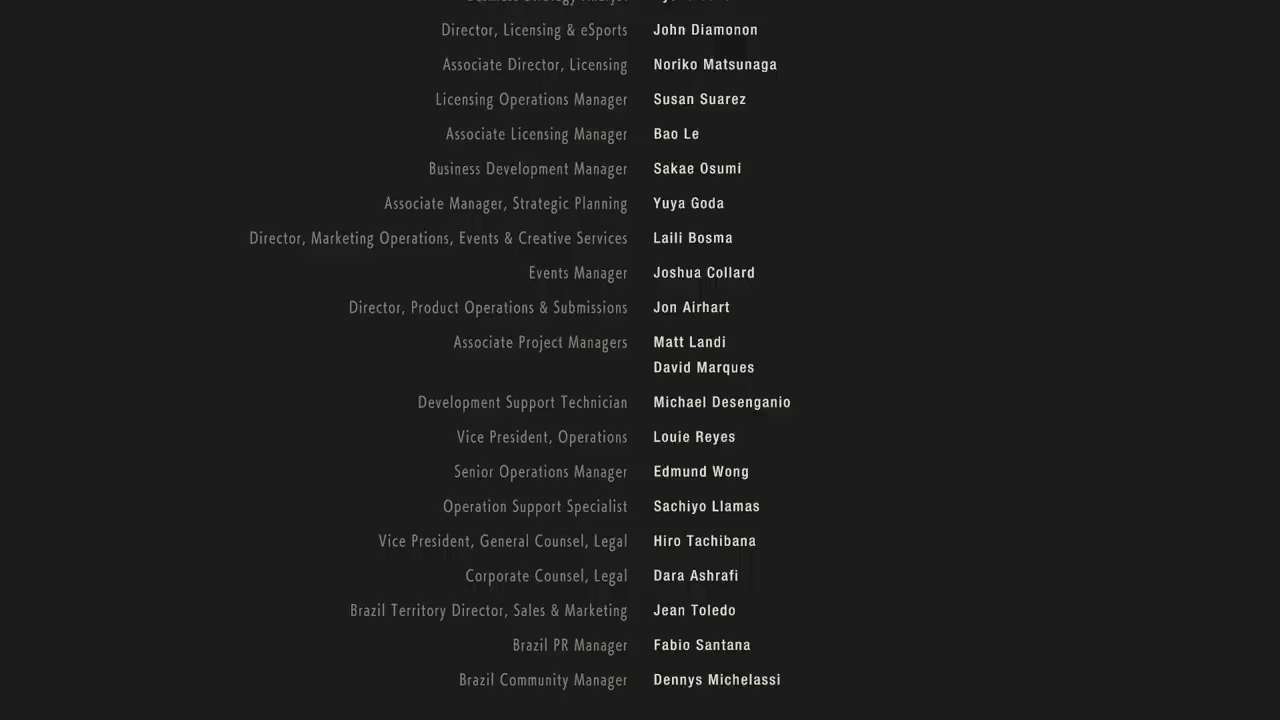 Director, Licensing & eSports John Diamonon
Associate Director, Licensing Noriko Matsunaga
Licensing Operations Manager Susan Suarez
Associate Licensing Manager Bao Le
Business Development Manager Sakae Osumi
Associate Manager, Strategic Planning Yuya Goda
Director, Marketing Operations, Events & Creative Services Laili Bosma
Events Manager Joshua Collard
Director, Product Operations & Submissions Jon Airhart
Associate Project Managers Matt Landi
David Marques
Development Support Technician Michael Desenganio
Vice President, Operations Louie Reyes
Senior Operations Manager Edmund Wong
Operation Support Specialist Sachiyo Llamas
Vice President, General Counsel, Legal Hiro Tachibana
Corporate Counsel, Legal Dara Ashrafi
Brazil Territory Director, Sales & Marketing Jean Toledo
Brazil PR Manager Fabio Santana
Brazil Community Manager Dennys Michelassi